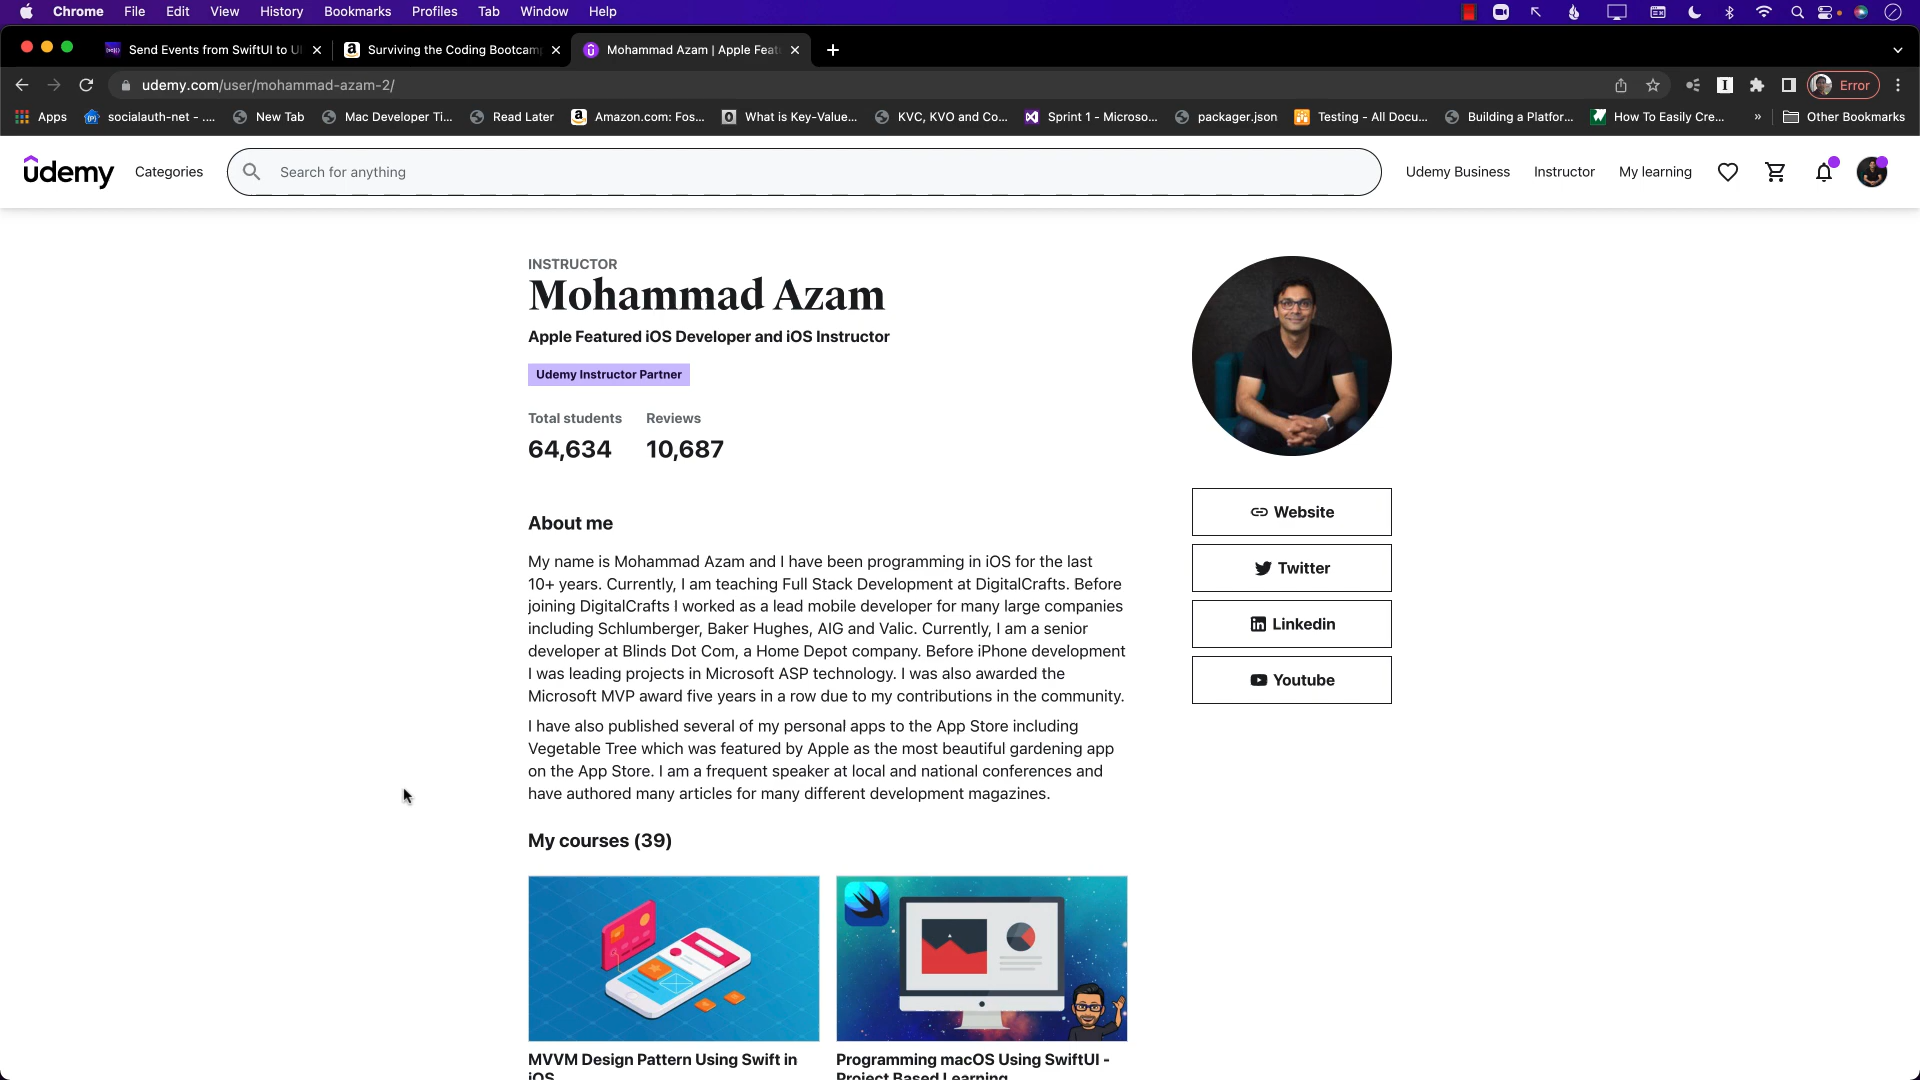 Chrome File Edit View History Bookmarks Profiles Tab Window Help
Send Events from SwiftUI to UI
Surviving the Coding Bootcamp
Mohammad Azam | Apple Feat
udemy.com/user/mohammad-azam-2/
Error
Apps socialauth-net - .... New Tab Mac Developer Ti... Read Later Amazon.com: Fos... What is Key-Value... KVC, KVO and Co... Sprint 1 - Microso... packager.json Testing - All Docu... Building a Platfor... How To Easily Cre... » Other Bookmarks
udemy Categories Search for anything Udemy Business Instructor My learning
INSTRUCTOR
Mohammad Azam
Apple Featured iOS Developer and iOS Instructor
Udemy Instructor Partner
Total students Reviews
64,634 10,687
About me
My name is Mohammad Azam and I have been programming in iOS for the last
10+ years. Currently, I am teaching Full Stack Development at DigitalCrafts. Before
joining DigitalCrafts I worked as a lead mobile developer for many large companies
including Schlumberger, Baker Hughes, AIG and Valic. Currently, I am a senior
developer at Blinds Dot Com, a Home Depot company. Before iPhone development
I was leading projects in Microsoft ASP technology. I was also awarded the
Microsoft MVP award five years in a row due to my contributions in the community.
I have also published several of my personal apps to the App Store including
Vegetable Tree which was featured by Apple as the most beautiful gardening app
on the App Store. I am a frequent speaker at local and national conferences and
have authored many articles for many different development magazines.
Website
Twitter
Linkedin
Youtube
My courses (39)
MVVM Design Pattern Using Swift in
iOS
Programming macOS Using SwiftUI -
Project Based Learning